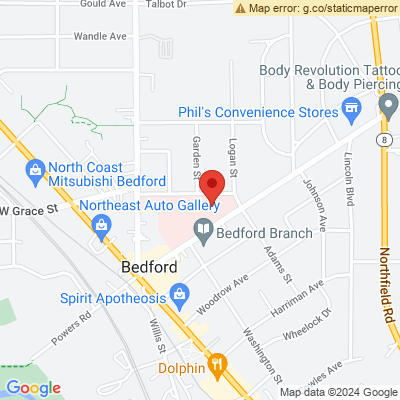 Gould Ave
Talbot Dr
Map error: g.co/staticmaperror
Wandle Ave
Body Revolution Tattoo
& Body Piercing
Phil's Convenience Stores
8
Garden St
Logan St
North Coast
Mitsubishi Bedford
Johnson Ave
Lincoln Blvd
W Grace St
Northeast Auto Gallery
Bedford Branch
Bedford
Adams St
Northfield Rd
Spirit Apotheosis
Woodrow Ave
Harriman Ave
Powers Rd
Willis St
Wheelock Dr
Washington St
Dolphin
wles Ave
Google
Map data ©2024 Google